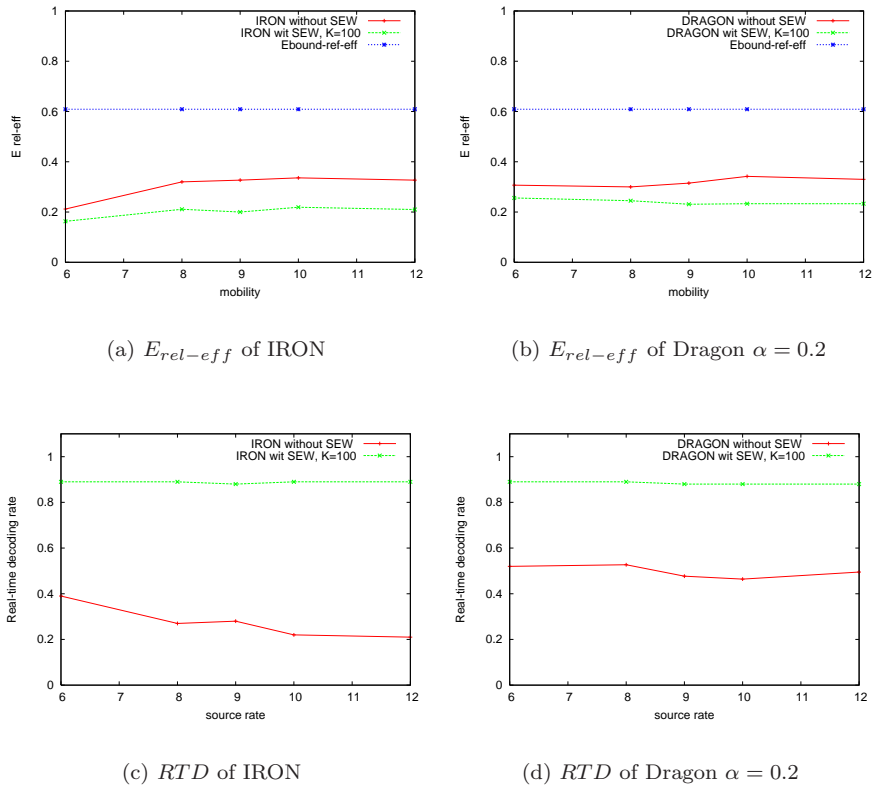 IRON without SEW
IRON wit SEW, K=100
Ebound-ref-eff
1
0.8
0.6
0.4
0.2
0
E rel-eff
6 7 8 9 10 11 12
mobility
(a) E_{rel-eff} of IRON
DRAGON without SEW
DRAGON wit SEW, K=100
Ebound-ref-eff
1
0.8
0.6
0.4
0.2
0
E rel-eff
6 7 8 9 10 11 12
mobility
(b) E_{rel-eff} of Dragon α = 0.2
IRON without SEW
IRON wit SEW, K=100
1
0.8
0.6
0.4
0.2
0
Real-time decoding rate
6 7 8 9 10 11 12
source rate
(c) RTD of IRON
DRAGON without SEW
DRAGON wit SEW, K=100
1
0.8
0.6
0.4
0.2
0
Real-time decoding rate
6 7 8 9 10 11 12
source rate
(d) RTD of Dragon α = 0.2